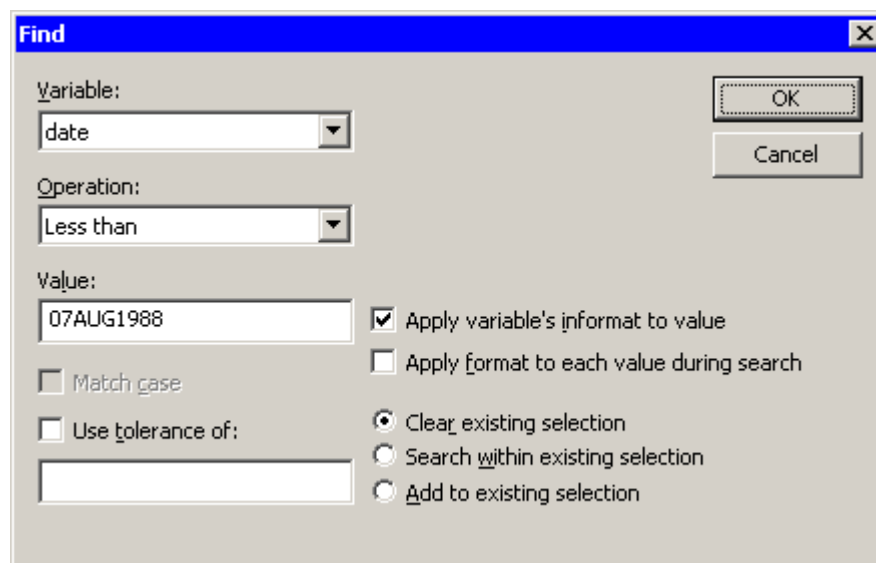 Find
Variable:
OK
date
Cancel
Operation:
Less than
Value:
07AUG1988
Apply variable's informat to value
Apply format to each value during search
Match case
Use tolerance of:
Clear existing selection
Search within existing selection
Add to existing selection